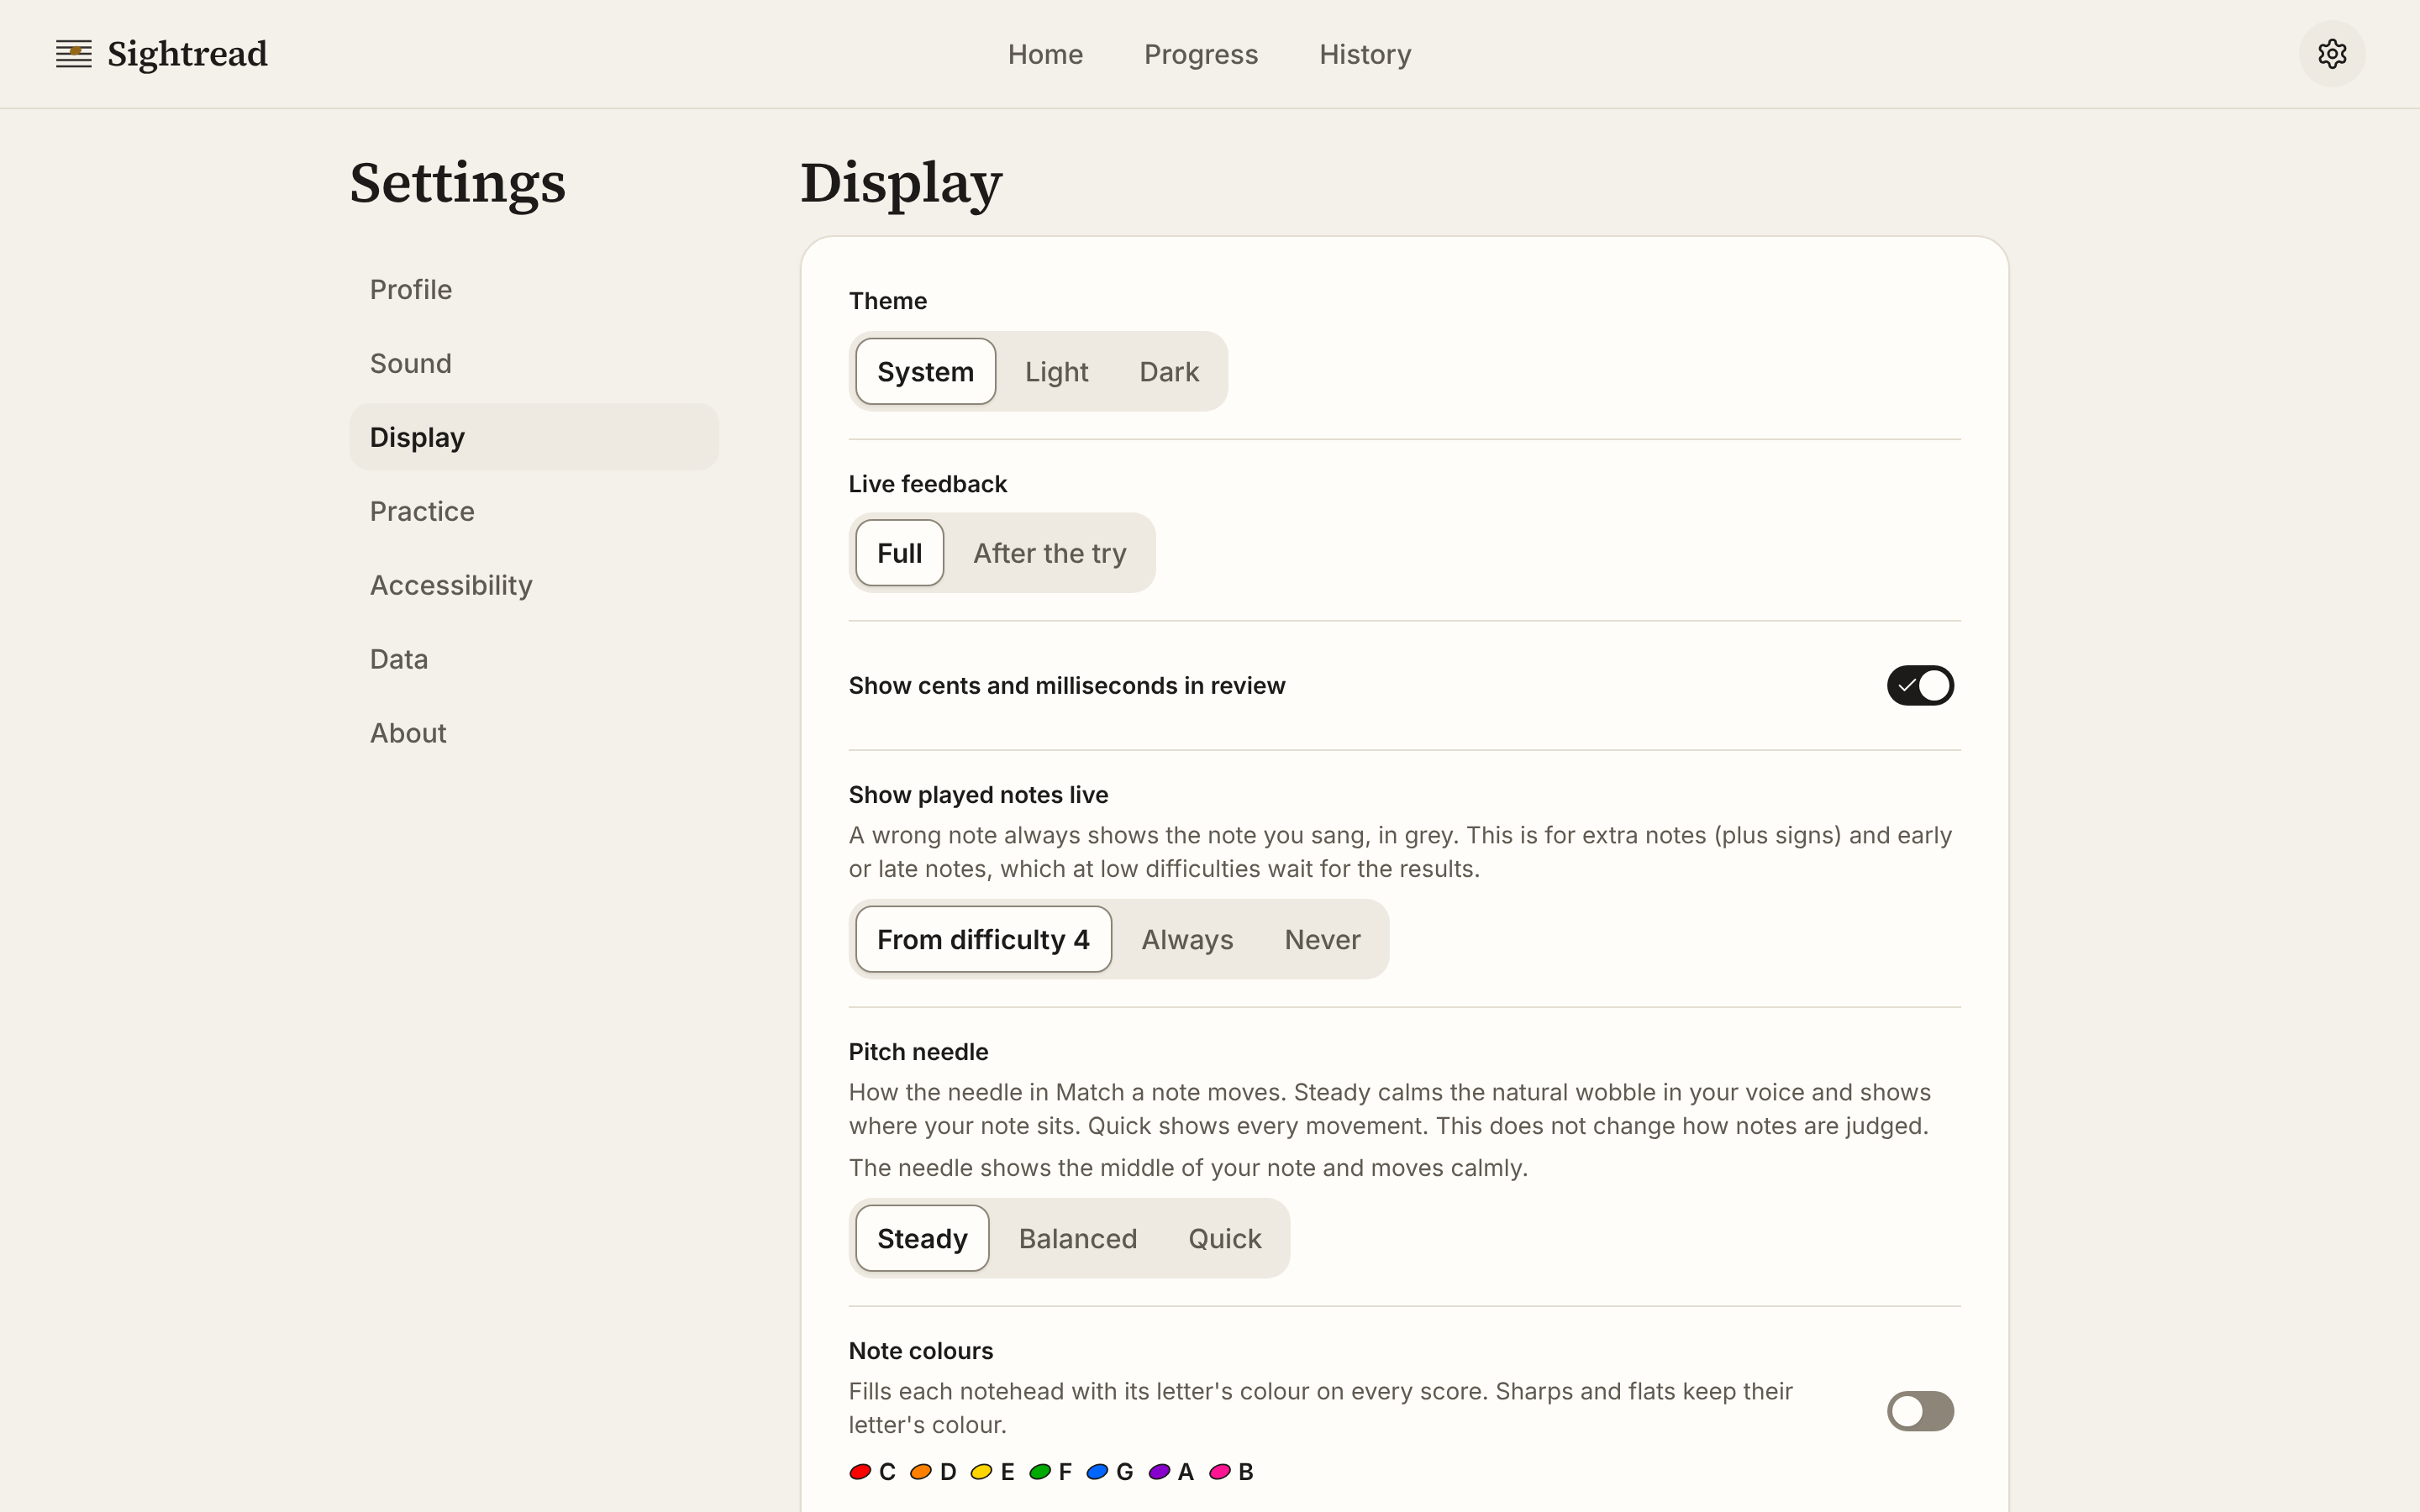 Sightread
Home
Progress
History
Settings
Profile
Sound
Display
Practice
Accessibility
Data
About
Display
Theme
System
Light
Dark
Live feedback
Full
After the try
Show cents and milliseconds in review
Show played notes live
A wrong note always shows the note you sang, in grey. This is for extra notes (plus signs) and early
or late notes, which at low difficulties wait for the results.
From difficulty 4
Always
Never
Pitch needle
How the needle in Match a note moves. Steady calms the natural wobble in your voice and shows
where your note sits. Quick shows every movement. This does not change how notes are judged.
The needle shows the middle of your note and moves calmly.
Steady
Balanced
Quick
Note colours
Fills each notehead with its letter's colour on every score. Sharps and flats keep their
letter's colour.
C D E F G A B